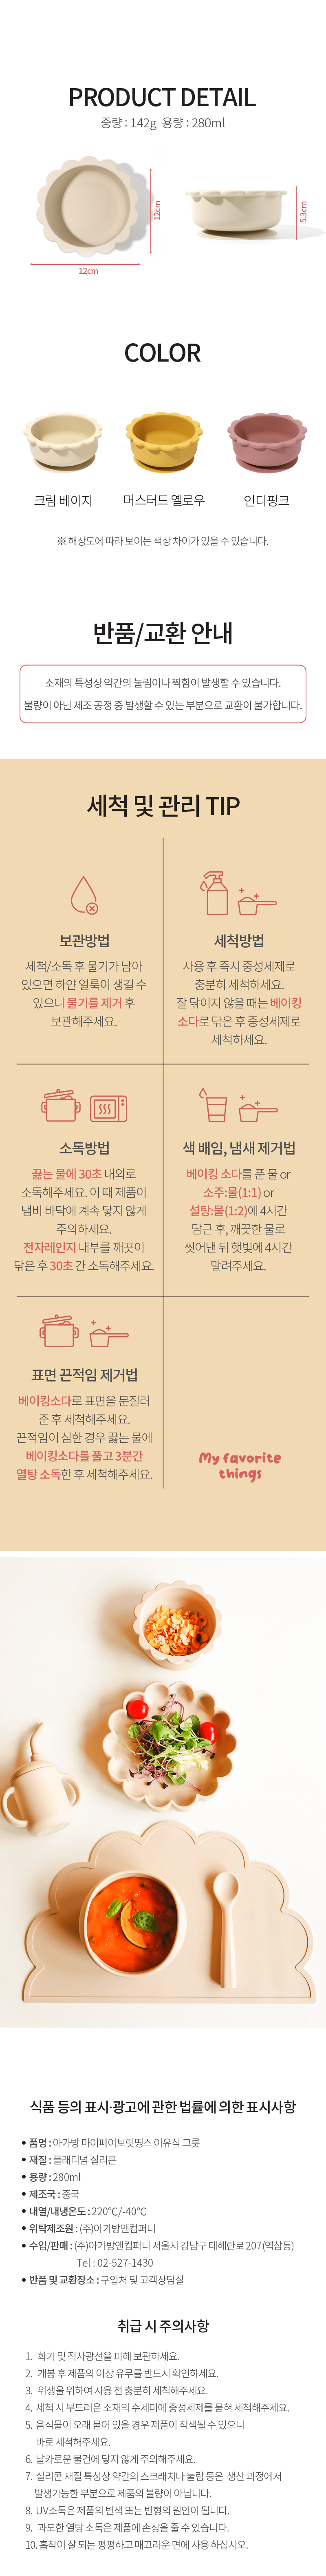 PRODUCT DETAIL
중량 : 142g 용량 : 280ml
12cm
12cm
5.3cm
COLOR
크림 베이지
머스터드 옐로우
인디핑크
※ 해상도에 따라 보이는 색상 차이가 있을 수 있습니다.
반품/교환 안내
소재의 특성상 약간의 눌림이나 찍힘이 발생할 수 있습니다.
불량이 아닌 제조 공정 중 발생할 수 있는 부분으로 교환이 불가합니다.
세척 및 관리 TIP
보관방법
세척/소독 후 물기가 남아
있으면 하얀 얼룩이 생길 수
있으니 물기를 제거 후
보관해주세요.
세척방법
사용 후 즉시 중성세제로
충분히 세척하세요.
잘 닦이지 않을 때는 베이킹
소다로 닦은 후 중성세제로
세척하세요.
소독방법
끓는 물에 30초 내외로
소독해주세요. 이 때 제품이
냄비 바닥에 계속 닿지 않게
주의하세요.
전자레인지 내부를 깨끗이
닦은 후 30초 간 소독해주세요.
색 배임, 냄새 제거법
베이킹 소다를 푼 물 or
소주:물(1:1) or
설탕:물(1:2)에 4시간
담근 후, 깨끗한 물로
씻어낸 뒤 햇빛에 4시간
말려주세요.
표면 끈적임 제거법
베이킹소다로 표면을 문질러
준 후 세척해주세요.
끈적임이 심한 경우 끓는 물에
베이킹소다를 풀고 3분간
열탕 소독한 후 세척해주세요.
My favorite
things
식품 등의 표시·광고에 관한 법률에 의한 표시사항
• 품명 : 아가방 마이페이보릿띵스 이유식 그릇
• 재질 : 플래티넘 실리콘
• 용량 : 280ml
• 제조국 : 중국
• 내열/내냉온도 : 220℃/-40℃
• 위탁제조원 : (주)아가방앤컴퍼니
• 수입/판매 : (주)아가방앤컴퍼니 서울시 강남구 테헤란로 207(역삼동)
Tel : 02-527-1430
• 반품 및 교환장소 : 구입처 및 고객상담실
취급 시 주의사항
1. 화기 및 직사광선을 피해 보관하세요.
2. 개봉 후 제품의 이상 유무를 반드시 확인하세요.
3. 위생을 위하여 사용 전 충분히 세척해주세요.
4. 세척 시 부드러운 소재의 수세미에 중성세제를 묻혀 세척해주세요.
5. 음식물이 오래 묻어 있을 경우 제품이 착색될 수 있으니
바로 세척해주세요.
6. 날카로운 물건에 닿지 않게 주의해주세요.
7. 실리콘 재질 특성상 약간의 스크래치나 눌림 등은 생산 과정에서
발생가능한 부분으로 제품의 불량이 아닙니다.
8. UV소독은 제품의 변색 또는 변형의 원인이 됩니다.
9. 과도한 열탕 소독은 제품에 손상을 줄 수 있습니다.
10. 흡착이 잘 되는 평평하고 매끄러운 면에 사용 하십시오.